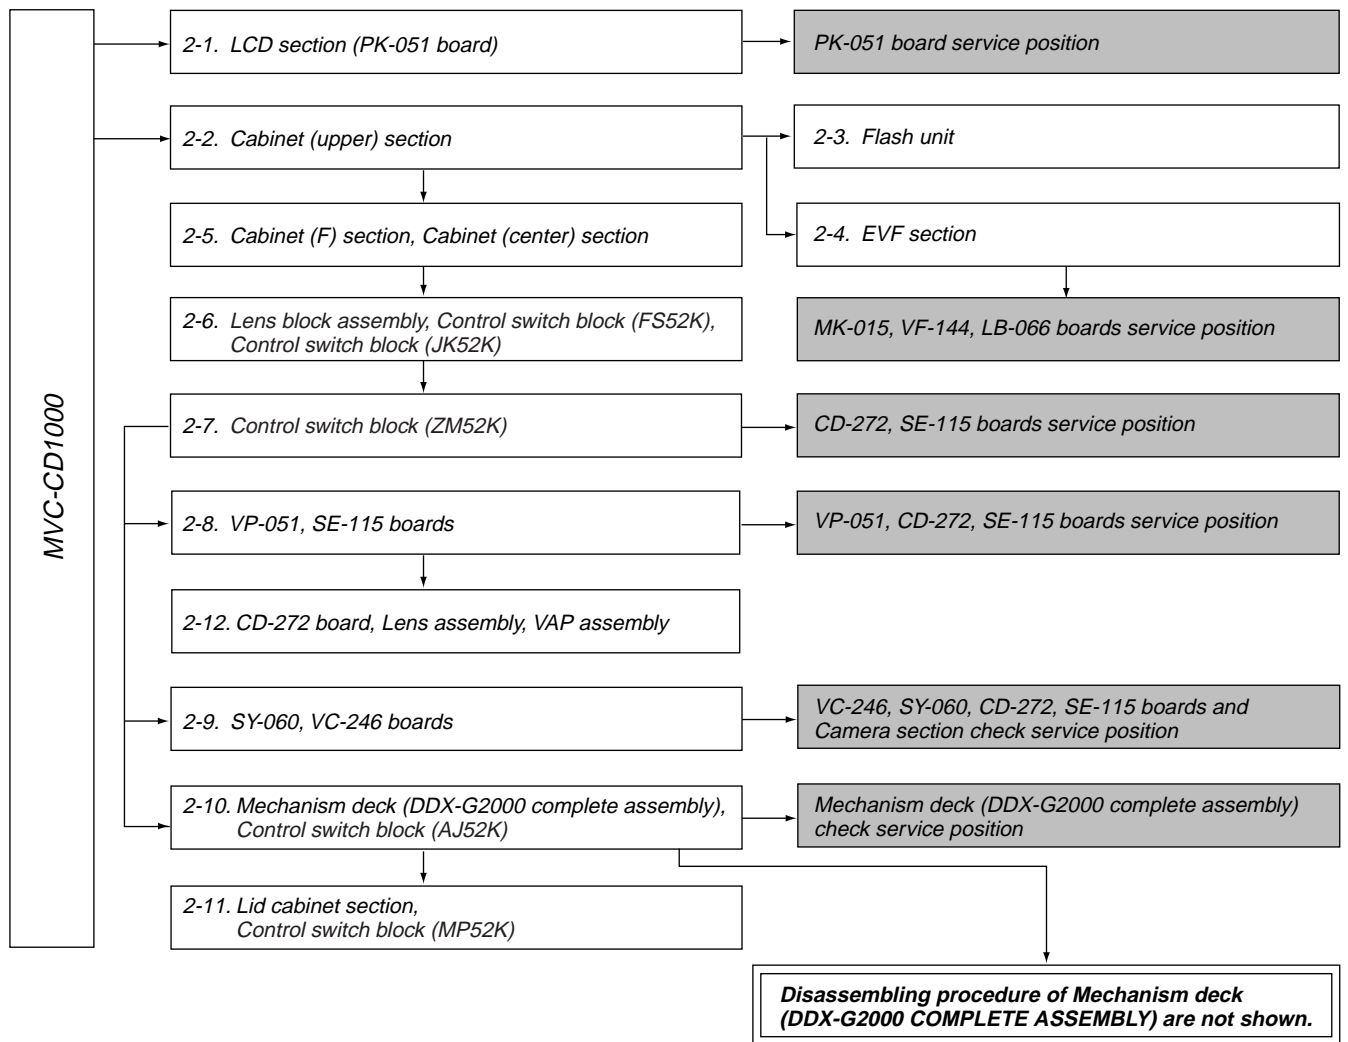 MVC-CD1000
2-1. LCD section (PK-051 board)
PK-051 board service position
2-2. Cabinet (upper) section
2-3. Flash unit
2-5. Cabinet (F) section, Cabinet (center) section
2-4. EVF section
2-6. Lens block assembly, Control switch block (FS52K),
Control switch block (JK52K)
MK-015, VF-144, LB-066 boards service position
2-7. Control switch block (ZM52K)
CD-272, SE-115 boards service position
2-8. VP-051, SE-115 boards
VP-051, CD-272, SE-115 boards service position
2-12. CD-272 board, Lens assembly, VAP assembly
2-9. SY-060, VC-246 boards
VC-246, SY-060, CD-272, SE-115 boards and
Camera section check service position
2-10. Mechanism deck (DDX-G2000 complete assembly),
Control switch block (AJ52K)
Mechanism deck (DDX-G2000 complete assembly)
check service position
2-11. Lid cabinet section,
Control switch block (MP52K)
Disassembling procedure of Mechanism deck
(DDX-G2000 COMPLETE ASSEMBLY) are not shown.